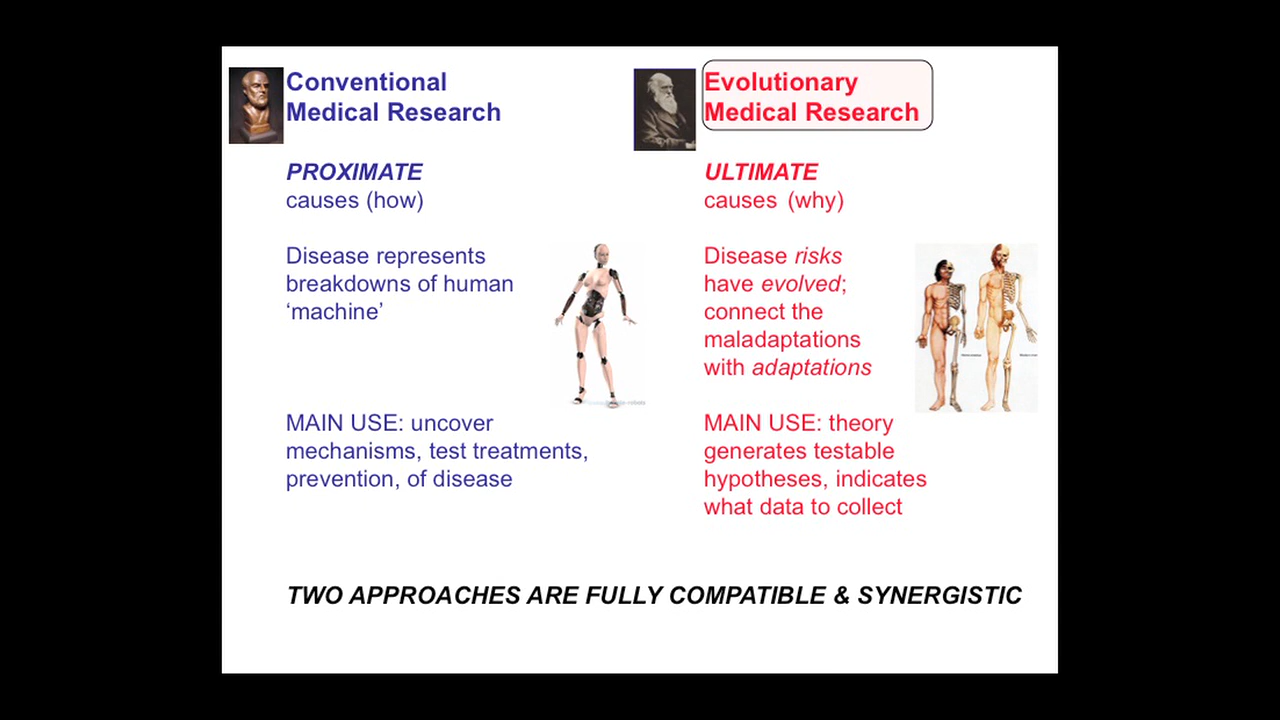 Conventional
Medical Research
PROXIMATE
causes (how)
Disease represents
breakdowns of human
‘machine’
MAIN USE: uncover
mechanisms, test treatments,
prevention, of disease
Evolutionary
Medical Research
ULTIMATE
causes (why)
Disease risks
have evolved;
connect the
maladaptations
with adaptations
MAIN USE: theory
generates testable
hypotheses, indicates
what data to collect
TWO APPROACHES ARE FULLY COMPATIBLE & SYNERGISTIC